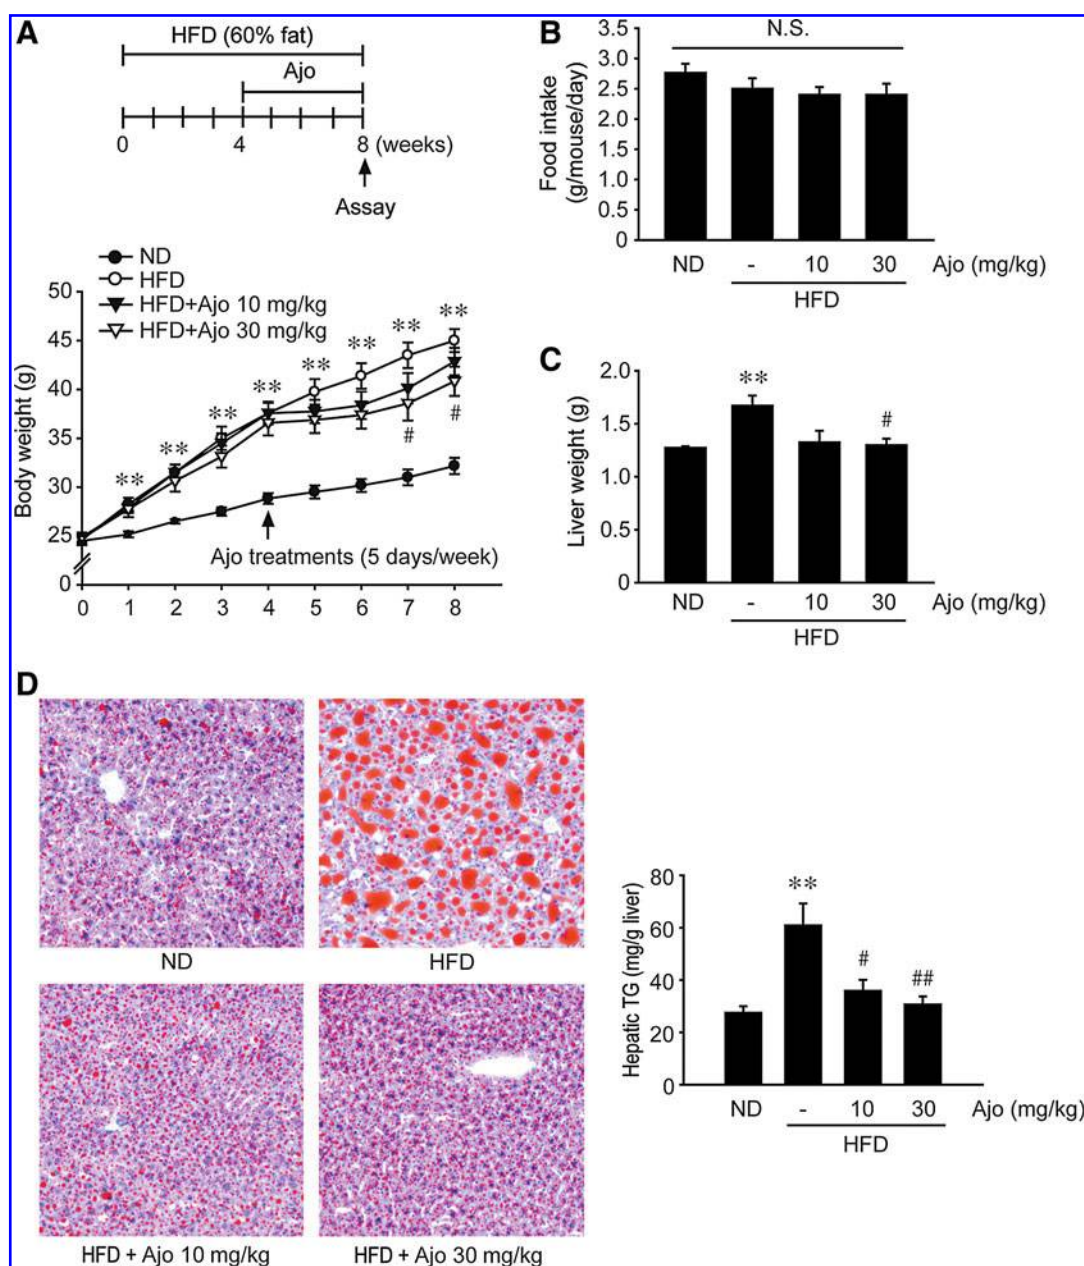 A
HFD (60% fat)
Ajo
0 4 8 (weeks)
Assay
ND
HFD
HFD+Ajo 10 mg/kg
HFD+Ajo 30 mg/kg
Body weight (g)
50
45
40
35
30
25
0
** ** ** ** ** ** ** **
# #
Ajo treatments (5 days/week)
0 1 2 3 4 5 6 7 8
B
N.S.
Food intake
(g/mouse/day)
3.5
3.0
2.5
2.0
1.5
1.0
0.5
0
ND - 10 30 Ajo (mg/kg)
HFD
C
Liver weight (g)
2.0
1.5
1.0
0.5
0
**
#
ND - 10 30 Ajo (mg/kg)
HFD
D
ND
HFD
HFD + Ajo 10 mg/kg
HFD + Ajo 30 mg/kg
Hepatic TG (mg/g liver)
80
60
40
20
0
**
#
##
ND - 10 30 Ajo (mg/kg)
HFD